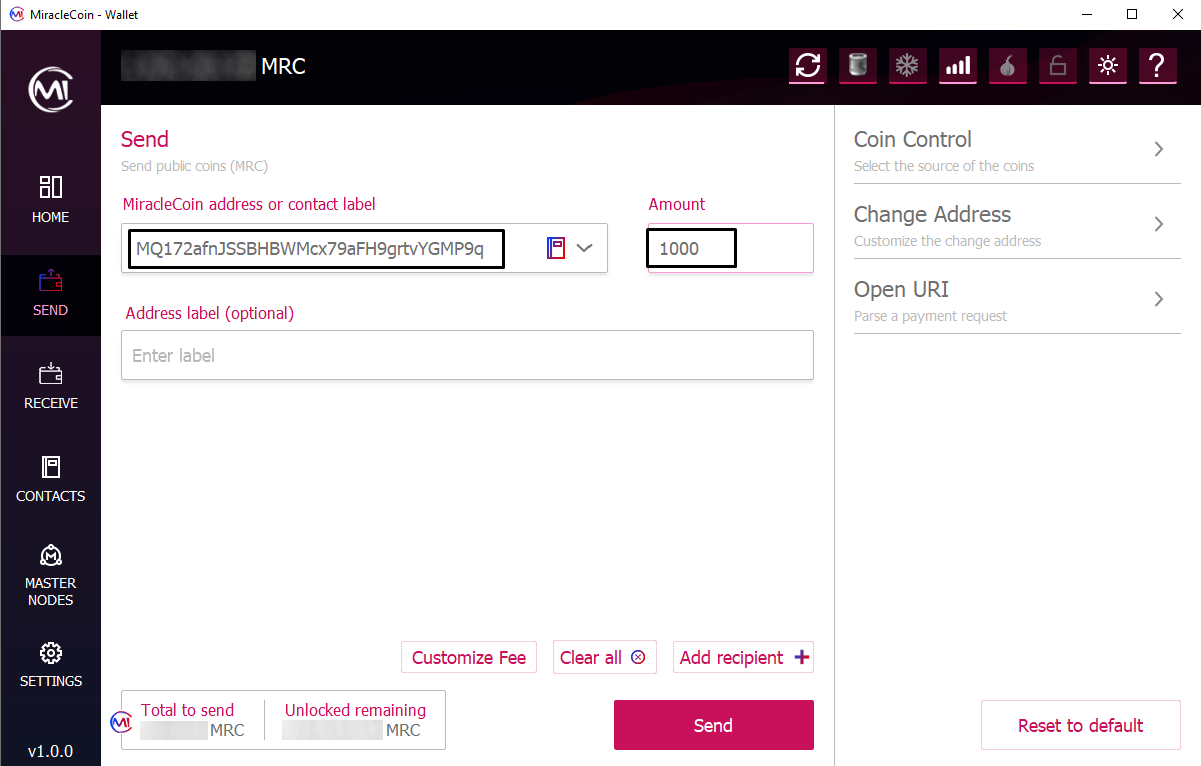 MiracleCoin - Wallet
MRC
HOME
SEND
RECEIVE
CONTACTS
MASTER
NODES
SETTINGS
v1.0.0
Send
Send public coins (MRC)
MiracleCoin address or contact label
Amount
MQ172afnJSSBHBWMcx79aFH9grtvYGMP9q
1000
Address label (optional)
Enter label
Customize Fee
Clear all
Add recipient
Total to send
MRC
Unlocked remaining
MRC
Send
Coin Control
Select the source of the coins
Change Address
Customize the change address
Open URI
Parse a payment request
Reset to default